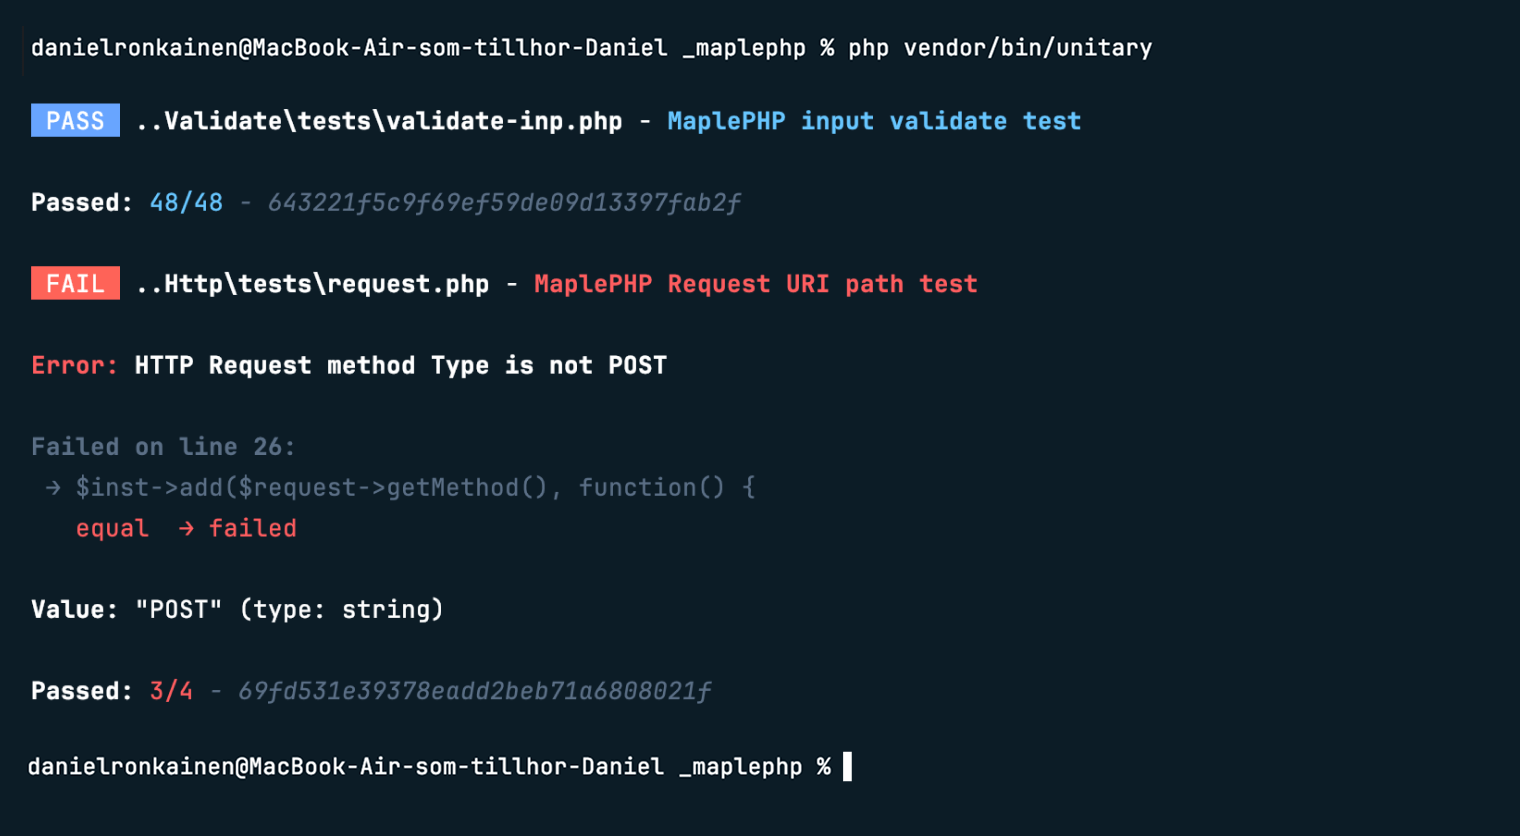 danielronkainen@MacBook-Air-som-tillhor-Daniel _maplephp % php vendor/bin/unitary
PASS ..Validate\tests\validate-inp.php - MaplePHP input validate test
Passed: 48/48 - 643221f5c9f69ef59de09d13397fab2f
FAIL ..Http\tests\request.php - MaplePHP Request URI path test
Error: HTTP Request method Type is not POST
Failed on line 26:
→ $inst->add($request->getMethod(), function() {
equal → failed
Value: "POST" (type: string)
Passed: 3/4 - 69fd531e39378eadd2beb71a6808021f
danielronkainen@MacBook-Air-som-tillhor-Daniel _maplephp %